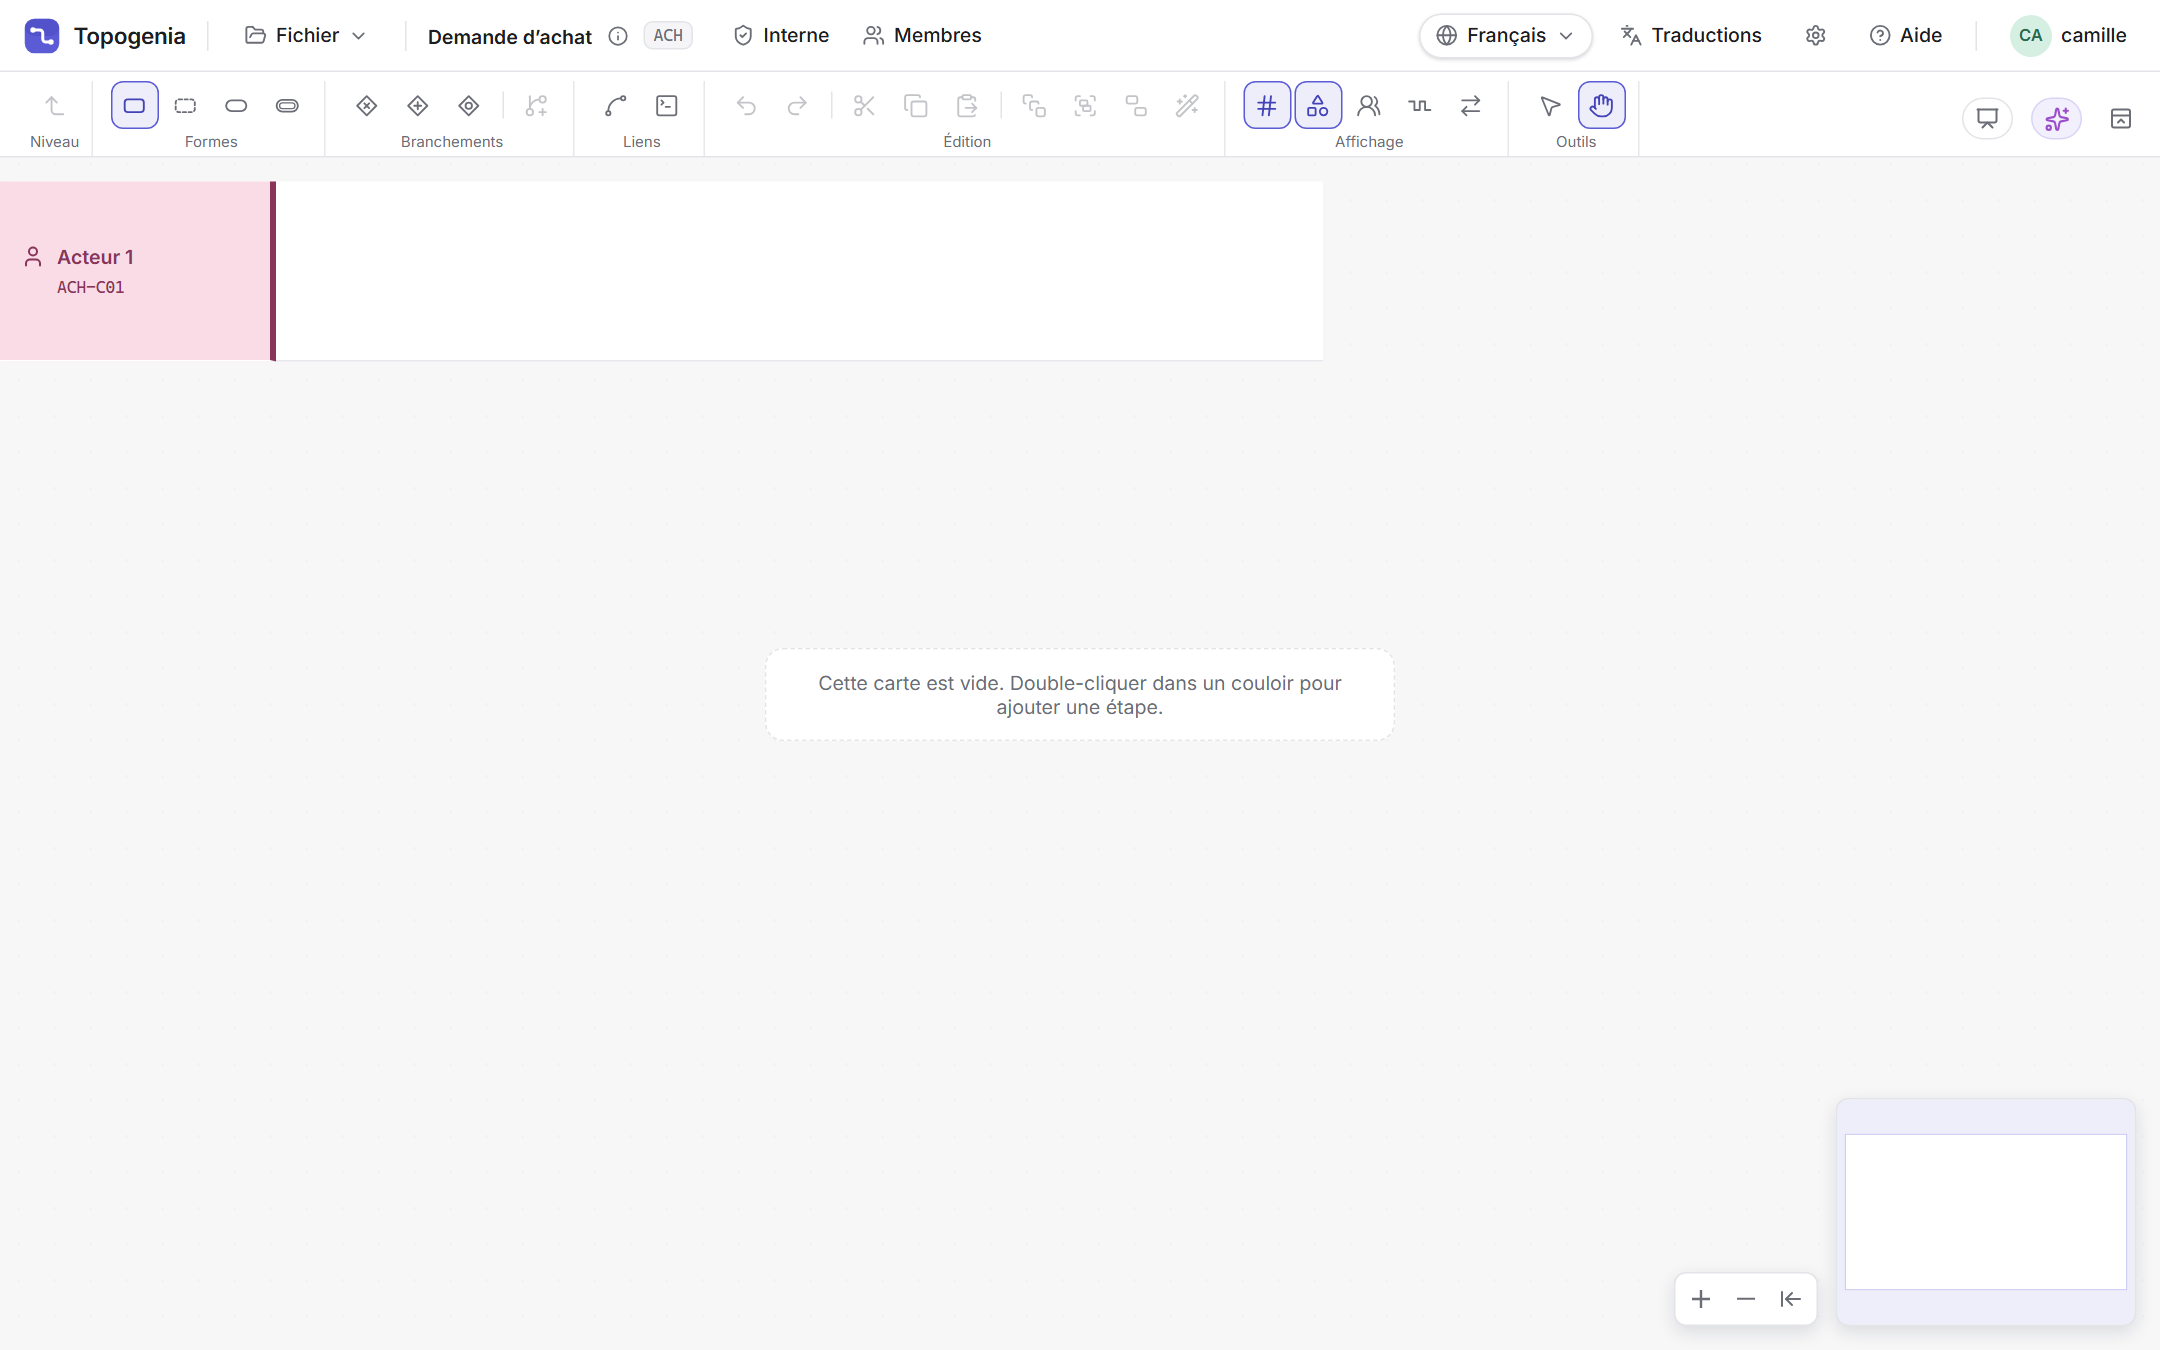 Topogenia
Fichier
Demande d’achat
ACH
Interne
Membres
Français
Traductions
Aide
CA
camille
Niveau
Formes
Branchements
Liens
Édition
Affichage
Outils
Acteur 1
ACH-C01
Cette carte est vide. Double-cliquer dans un couloir pour
ajouter une étape.